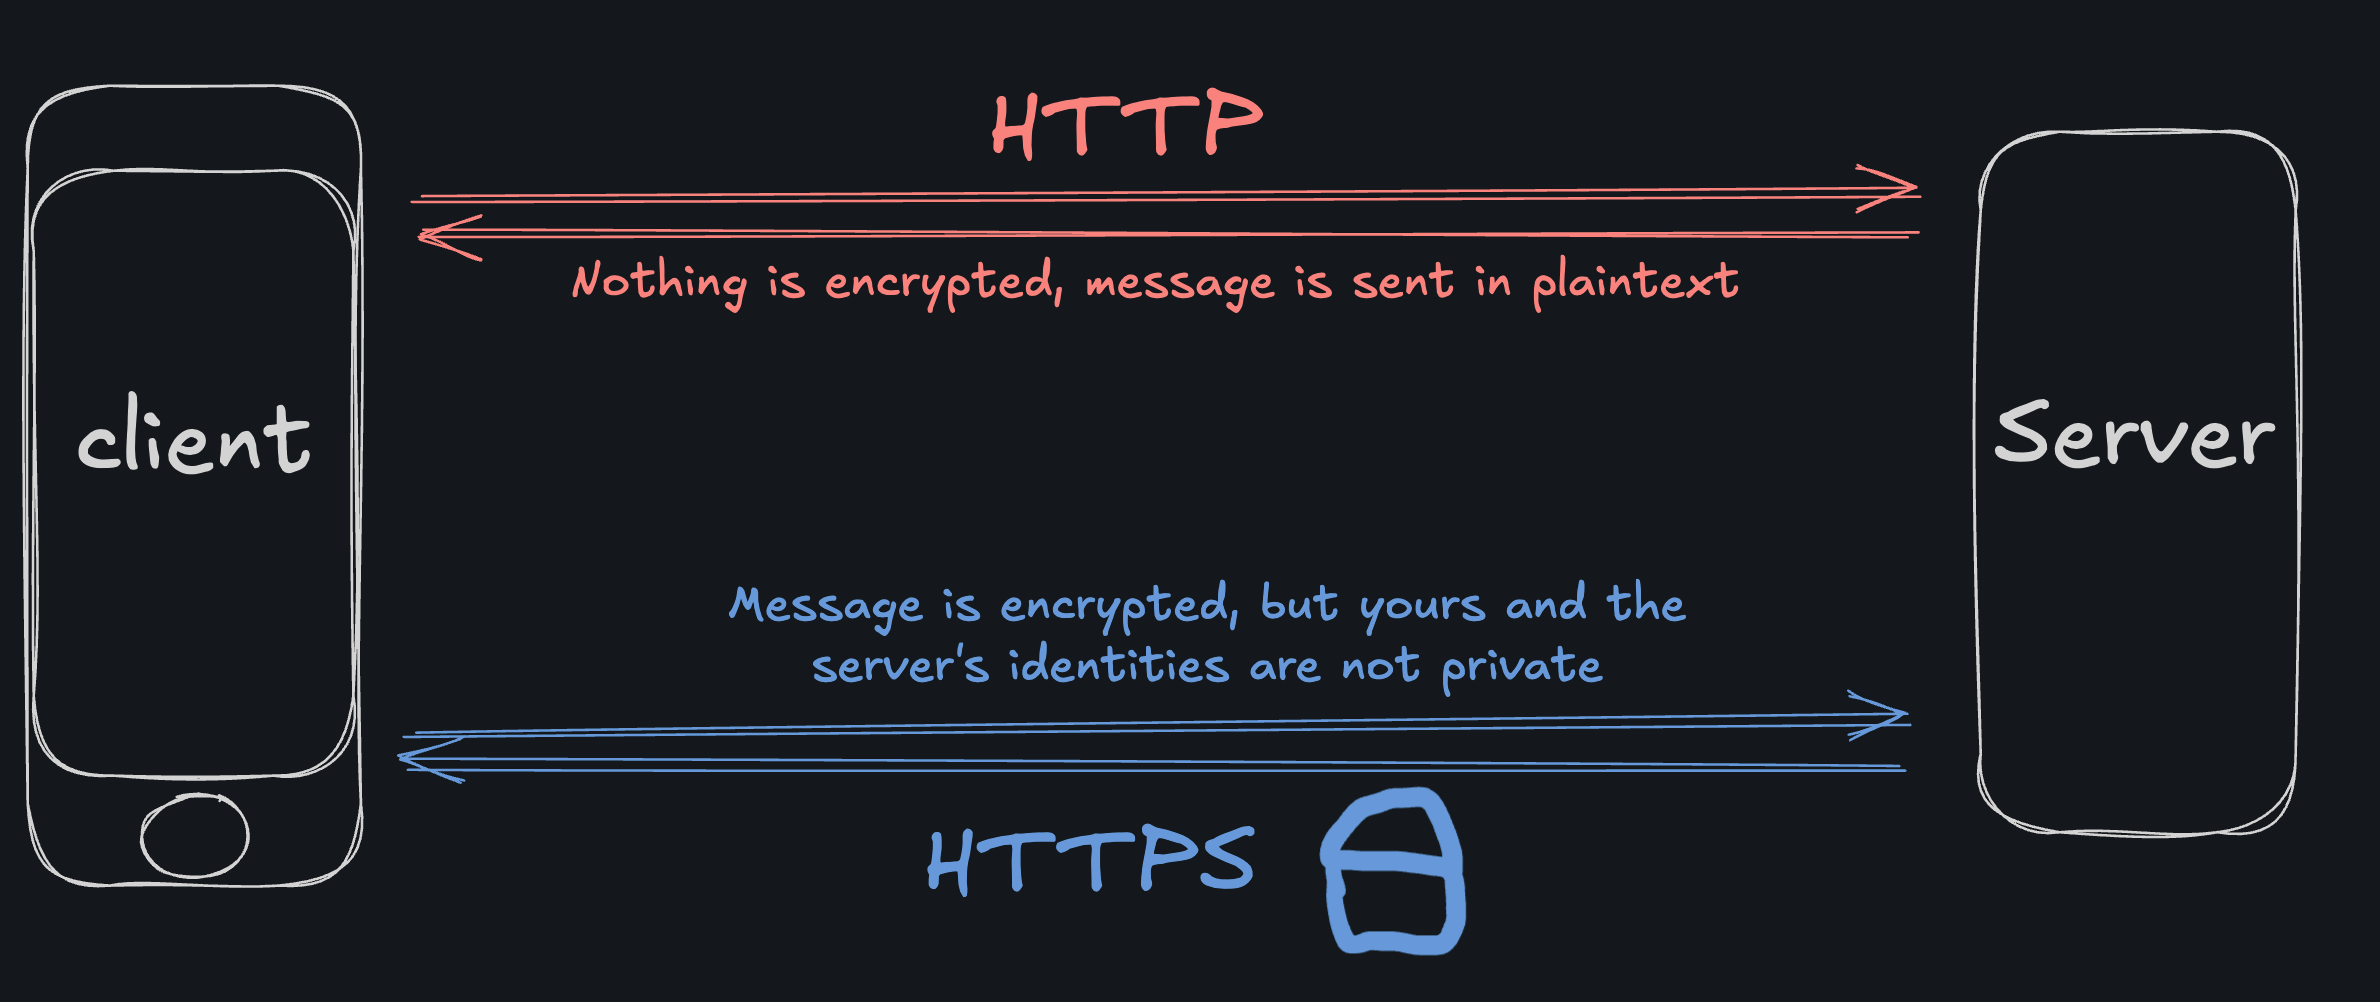 HTTP
Nothing is encrypted, message is sent in plaintext
client
Server
Message is encrypted, but yours and the
server's identities are not private
HTTPS